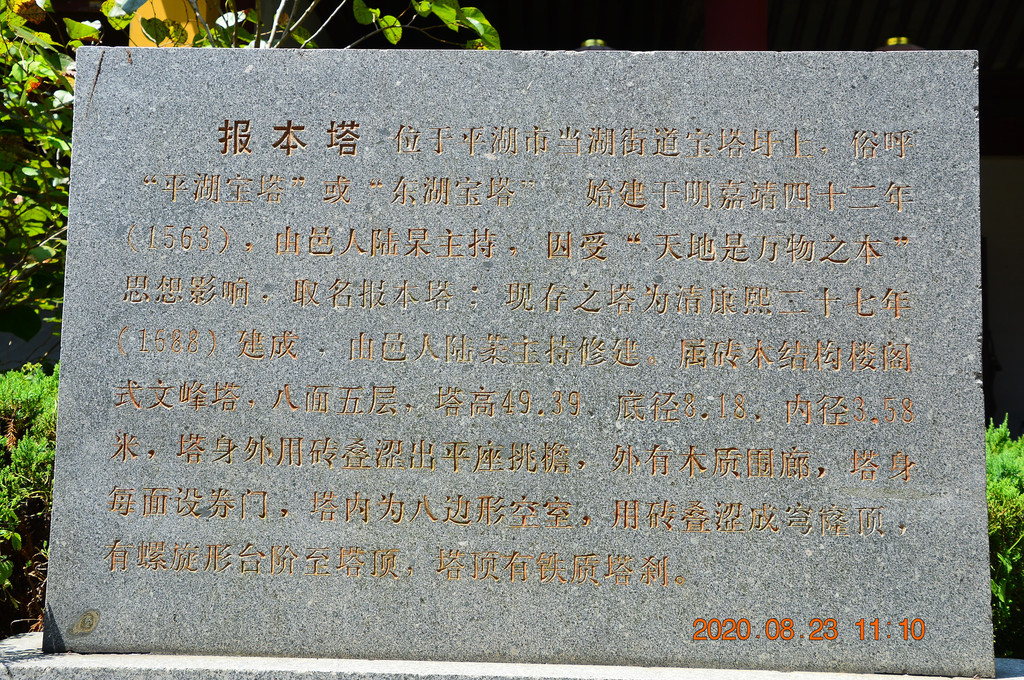 报本塔 位于平湖市当湖街道宝塔圩上,俗呼
“平湖宝塔”或“东湖宝塔” 始建于明嘉靖四十二年
(1563),由邑人陆杲主持,因受“天地是万物之本”
思想影响,取名报本塔;现存之塔为清康熙二十七年
(1688)建成,由邑人陆棻主持修建。属砖木结构楼阁
式文峰塔,八面五层,塔高49.39、底径8.18、内径3.58
米,塔身外用砖叠涩出平座挑檐,外有木质围廊,塔身
每面设券门,塔内为八边形空室,用砖叠涩成穹窿顶,
有螺旋形台阶至塔顶,塔顶有铁质塔刹。
2020.08.23 11:10